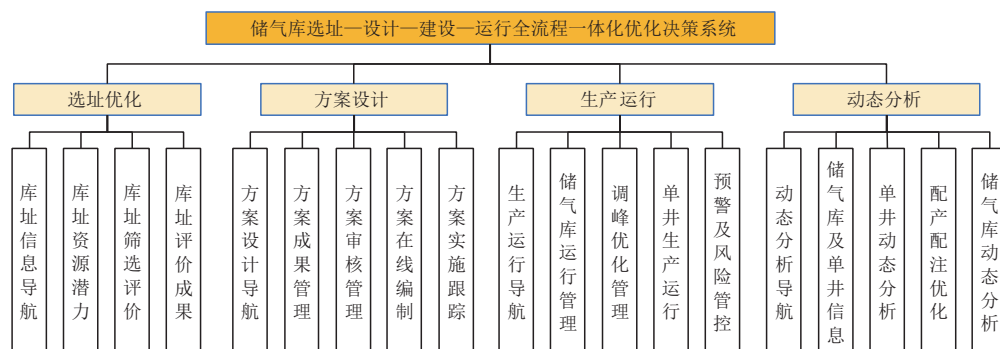 储气库选址—设计—建设—运行全流程一体化优化决策系统
选址优化
方案设计
生产运行
动态分析
库址信息导航
库址资源潜力
库址筛选评价
库址评价成果
方案设计导航
方案成果管理
方案审核管理
方案在线编制
方案实施跟踪
生产运行导航
储气库运行管理
调峰优化管理
单井生产运行
预警及风险管控
动态分析导航
储气库及单井信息
单井动态分析
配产配注优化
储气库动态分析